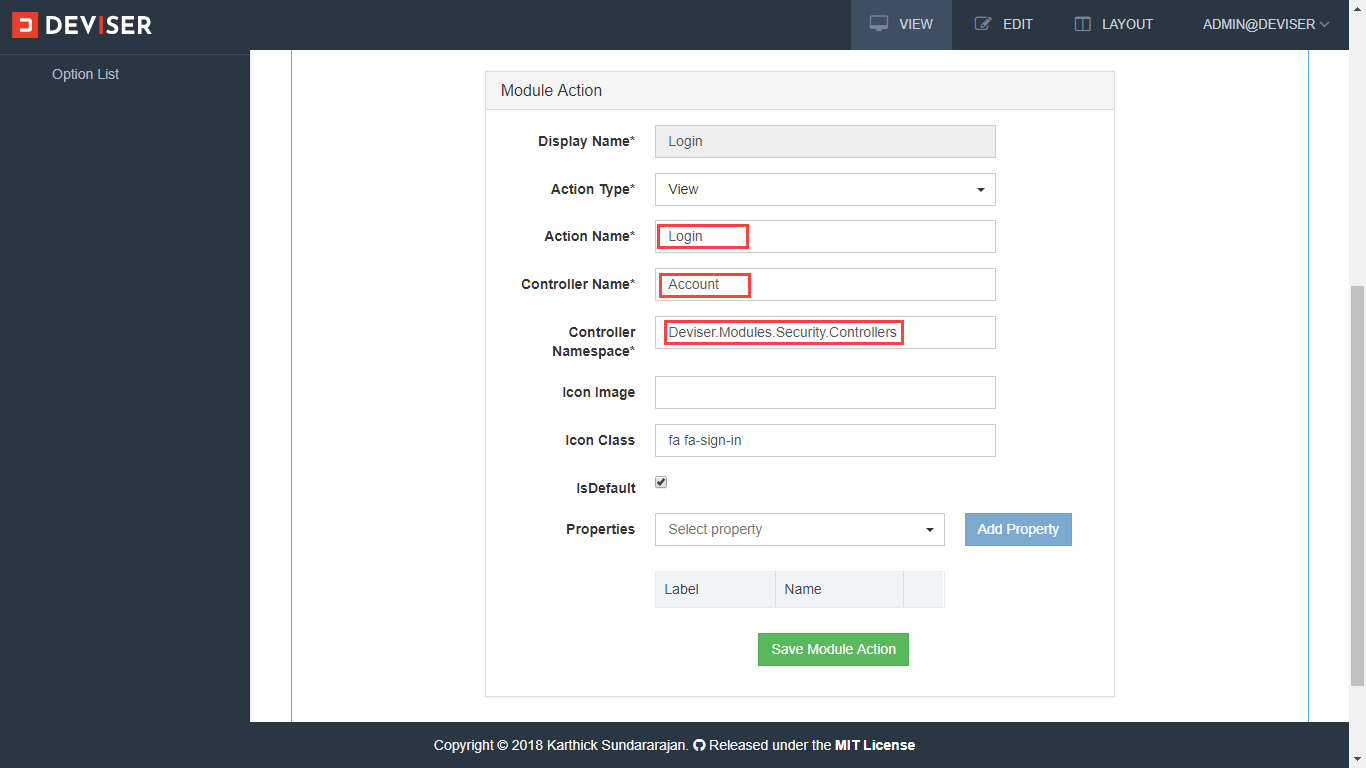 DEVISER
VIEW
EDIT
LAYOUT
ADMIN@DEVISER
Option List
Module Action
Display Name*
Login
Action Type*
View
Action Name*
Login
Controller Name*
Account
Controller
Namespace*
Deviser.Modules.Security.Controllers
Icon Image
Icon Class
fa fa-sign-in
IsDefault
Properties
Select property
Add Property
Label
Name
Save Module Action
Copyright © 2018 Karthick Sundararajan. Released under the MIT License